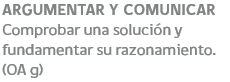 ARGUMENTAR Y COMUNICAR
Comprobar una solución y
fundamentar su razonamiento.
(OA g)